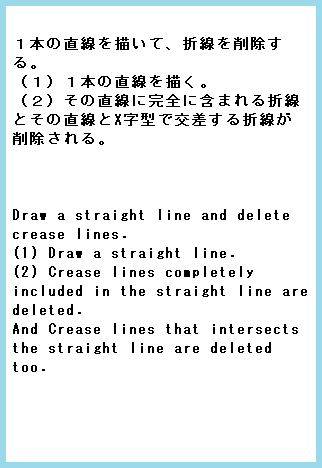 １本の直線を描いて、折線を削除す
る。
（１）１本の直線を描く。
（２）その直線に完全に含まれる折線
とその直線とX字型で交差する折線が
削除される。
Draw a straight line and delete
crease lines.
(1) Draw a straight line.
(2) Crease lines completely
included in the straight line are
deleted.
And Crease lines that intersects
the straight line are deleted
too.